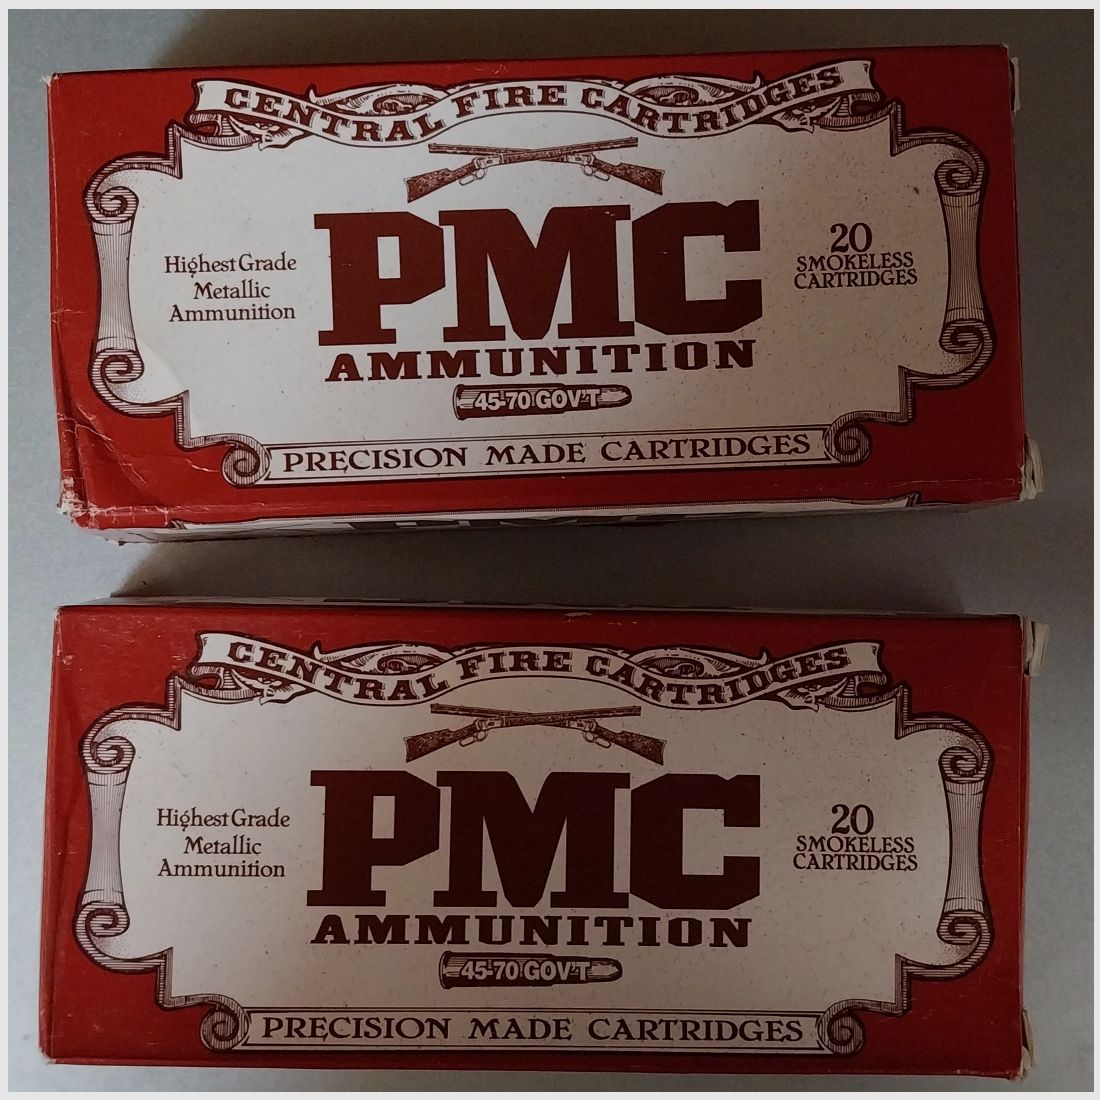 CENTRAL FIRE CARTRIDGES
Highest Grade
Metallic
Ammunition
PMC
AMMUNITION
45-70 GOV'T
20
SMOKELESS
CARTRIDGES
PRECISION MADE CARTRIDGES
CENTRAL FIRE CARTRIDGES
Highest Grade
Metallic
Ammunition
PMC
AMMUNITION
45-70 GOV'T
20
SMOKELESS
CARTRIDGES
PRECISION MADE CARTRIDGES